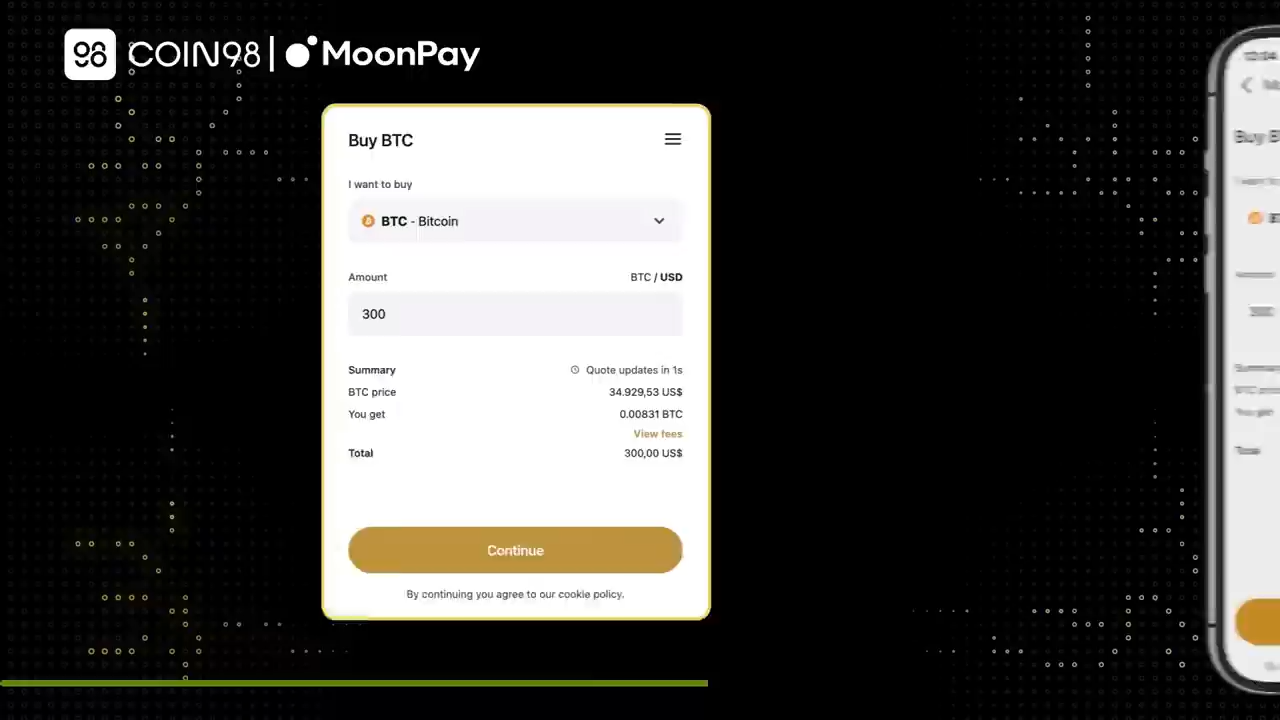 98 COIN98 | MoonPay
Buy BTC
I want to buy
BTC - Bitcoin
Amount BTC / USD
300
Summary Quote updates in 1s
BTC price 34.929,53 US$
You get 0.00831 BTC
View fees
Total 300,00 US$
Continue
By continuing you agree to our cookie policy.
Buy B